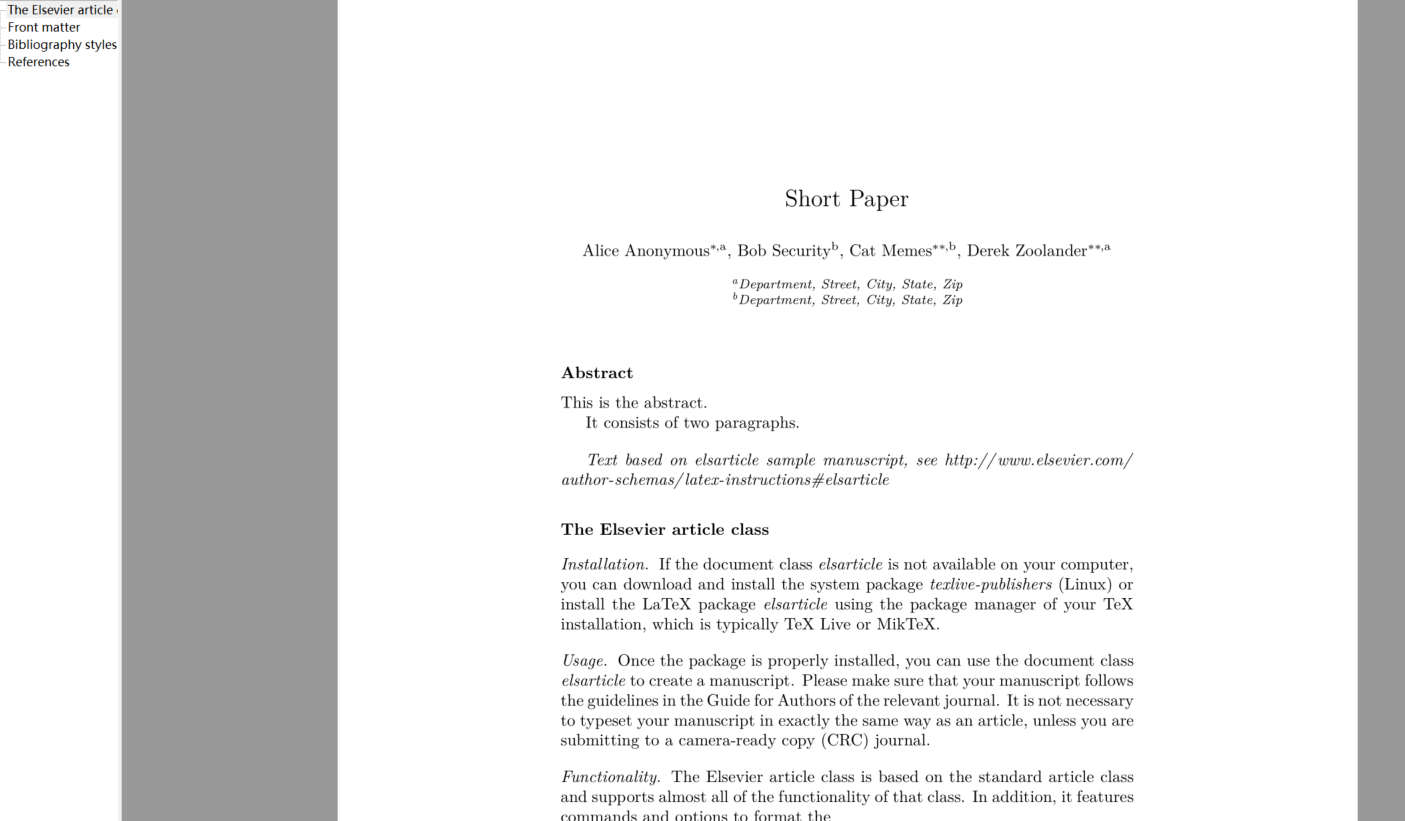 The Elsevier article
Front matter
Bibliography styles
References
Short Paper
Alice Anonymous*,a, Bob Securityb, Cat Memes**,b, Derek Zoolander**,a
aDepartment, Street, City, State, Zip
bDepartment, Street, City, State, Zip
Abstract
This is the abstract.
It consists of two paragraphs.
Text based on elsarticle sample manuscript, see http://www.elsevier.com/
author-schemas/latex-instructions#elsarticle
The Elsevier article class
Installation. If the document class elsarticle is not available on your computer,
you can download and install the system package texlive-publishers (Linux) or
install the LaTeX package elsarticle using the package manager of your TeX
installation, which is typically TeX Live or MikTeX.
Usage. Once the package is properly installed, you can use the document class
elsarticle to create a manuscript. Please make sure that your manuscript follows
the guidelines in the Guide for Authors of the relevant journal. It is not necessary
to typeset your manuscript in exactly the same way as an article, unless you are
submitting to a camera-ready copy (CRC) journal.
Functionality. The Elsevier article class is based on the standard article class
and supports almost all of the functionality of that class. In addition, it features
commands and options to format the